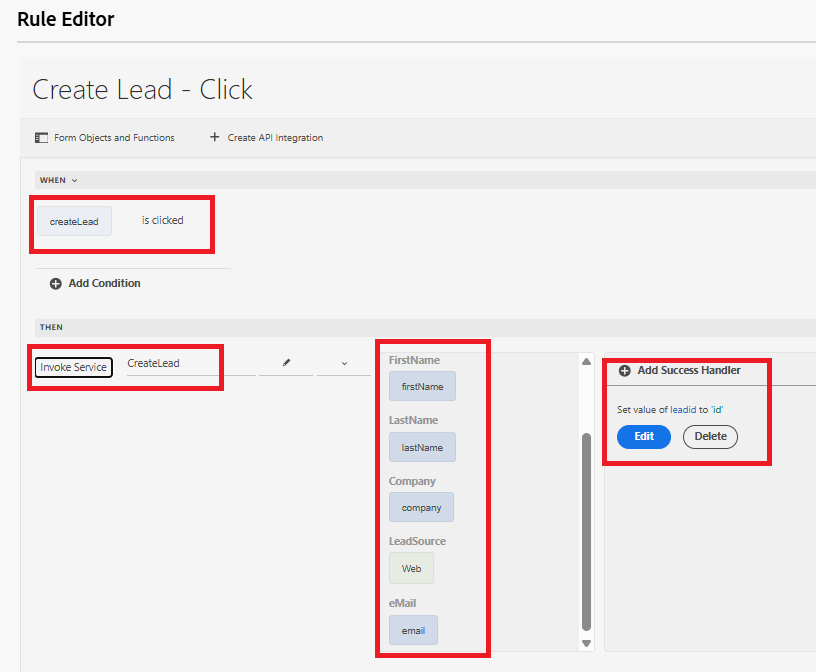 Rule Editor
Create Lead - Click
Form Objects and Functions
Create API Integration
WHEN
createLead
is clicked
Add Condition
THEN
Invoke Service
CreateLead
FirstName
firstName
LastName
lastName
Company
company
LeadSource
Web
eMail
email
Add Success Handler
Set value of leadid to 'id'
Edit
Delete